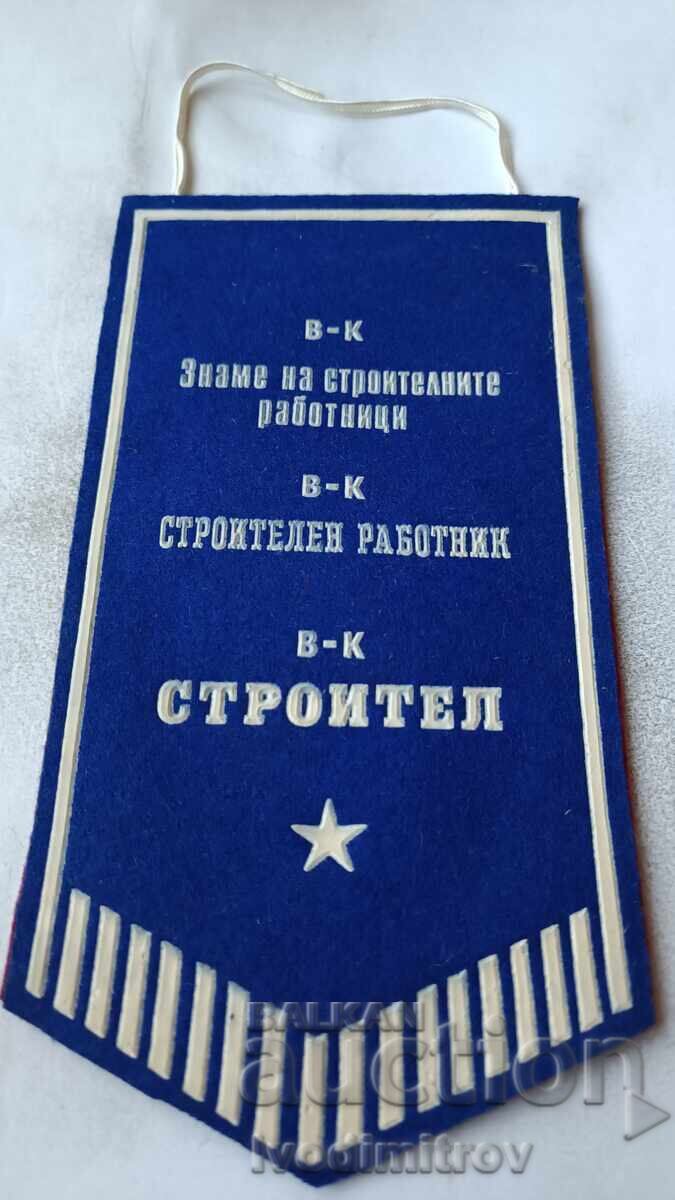 В-К
Знаме на строителните
работници
В-К
СТРОИТЕЛЕН РАБОТНИК
В-К
СТРОИТЕЛ
BALKAN
auction
Ivodimitrov